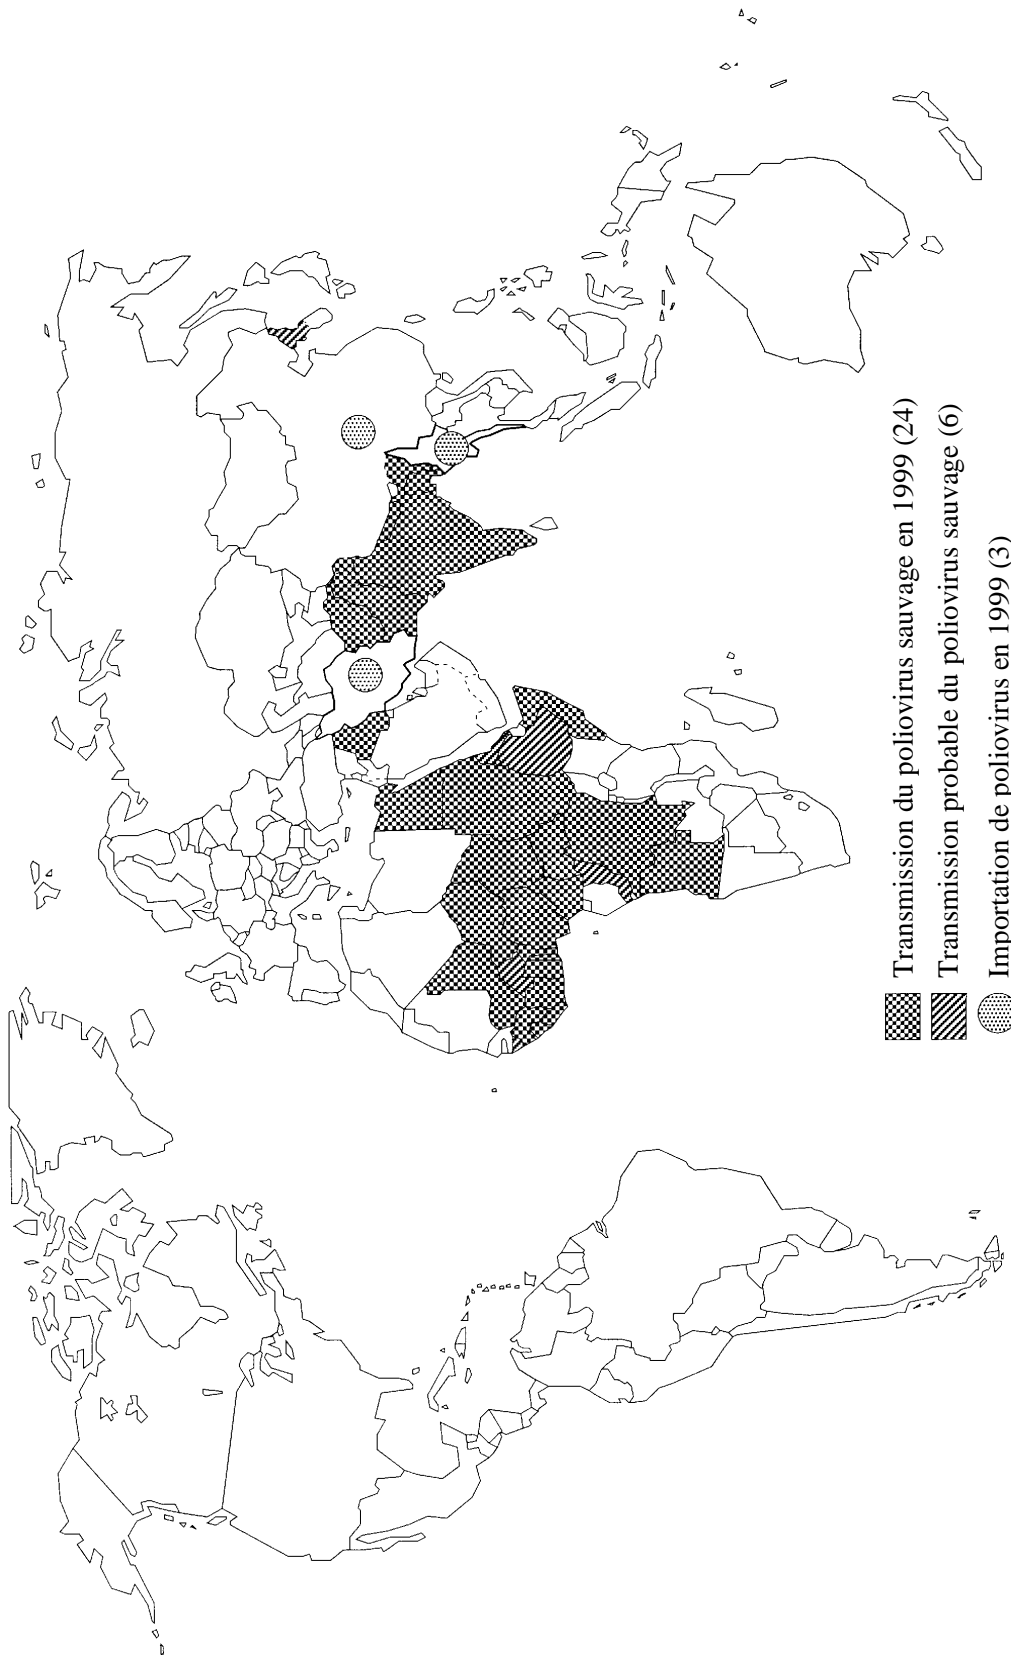 Transmission du poliovirus sauvage en 1999 (24)
Transmission probable du poliovirus sauvage (6)
Importation de poliovirus en 1999 (3)